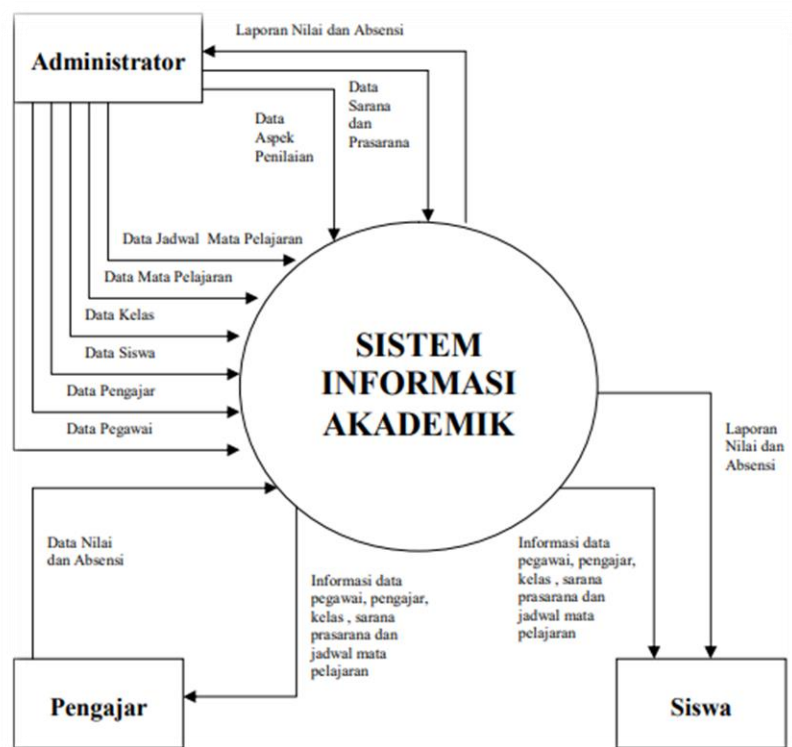 Laporan Nilai dan Absensi
Administrator
Data
Sarana
dan
Prasarana
Data
Aspek
Penilaian
Data Jadwal Mata Pelajaran
Data Mata Pelajaran
Data Kelas
Data Siswa
Data Pengajar
Data Pegawai
SISTEM
INFORMASI
AKADEMIK
Laporan
Nilai dan
Absensi
Data Nilai
dan Absensi
Informasi data
pegawai, pengajar,
kelas , sarana
prasarana dan
jadwal mata
pelajaran
Informasi data
pegawai, pengajar,
kelas , sarana
prasarana dan
jadwal mata
pelajaran
Pengajar
Siswa